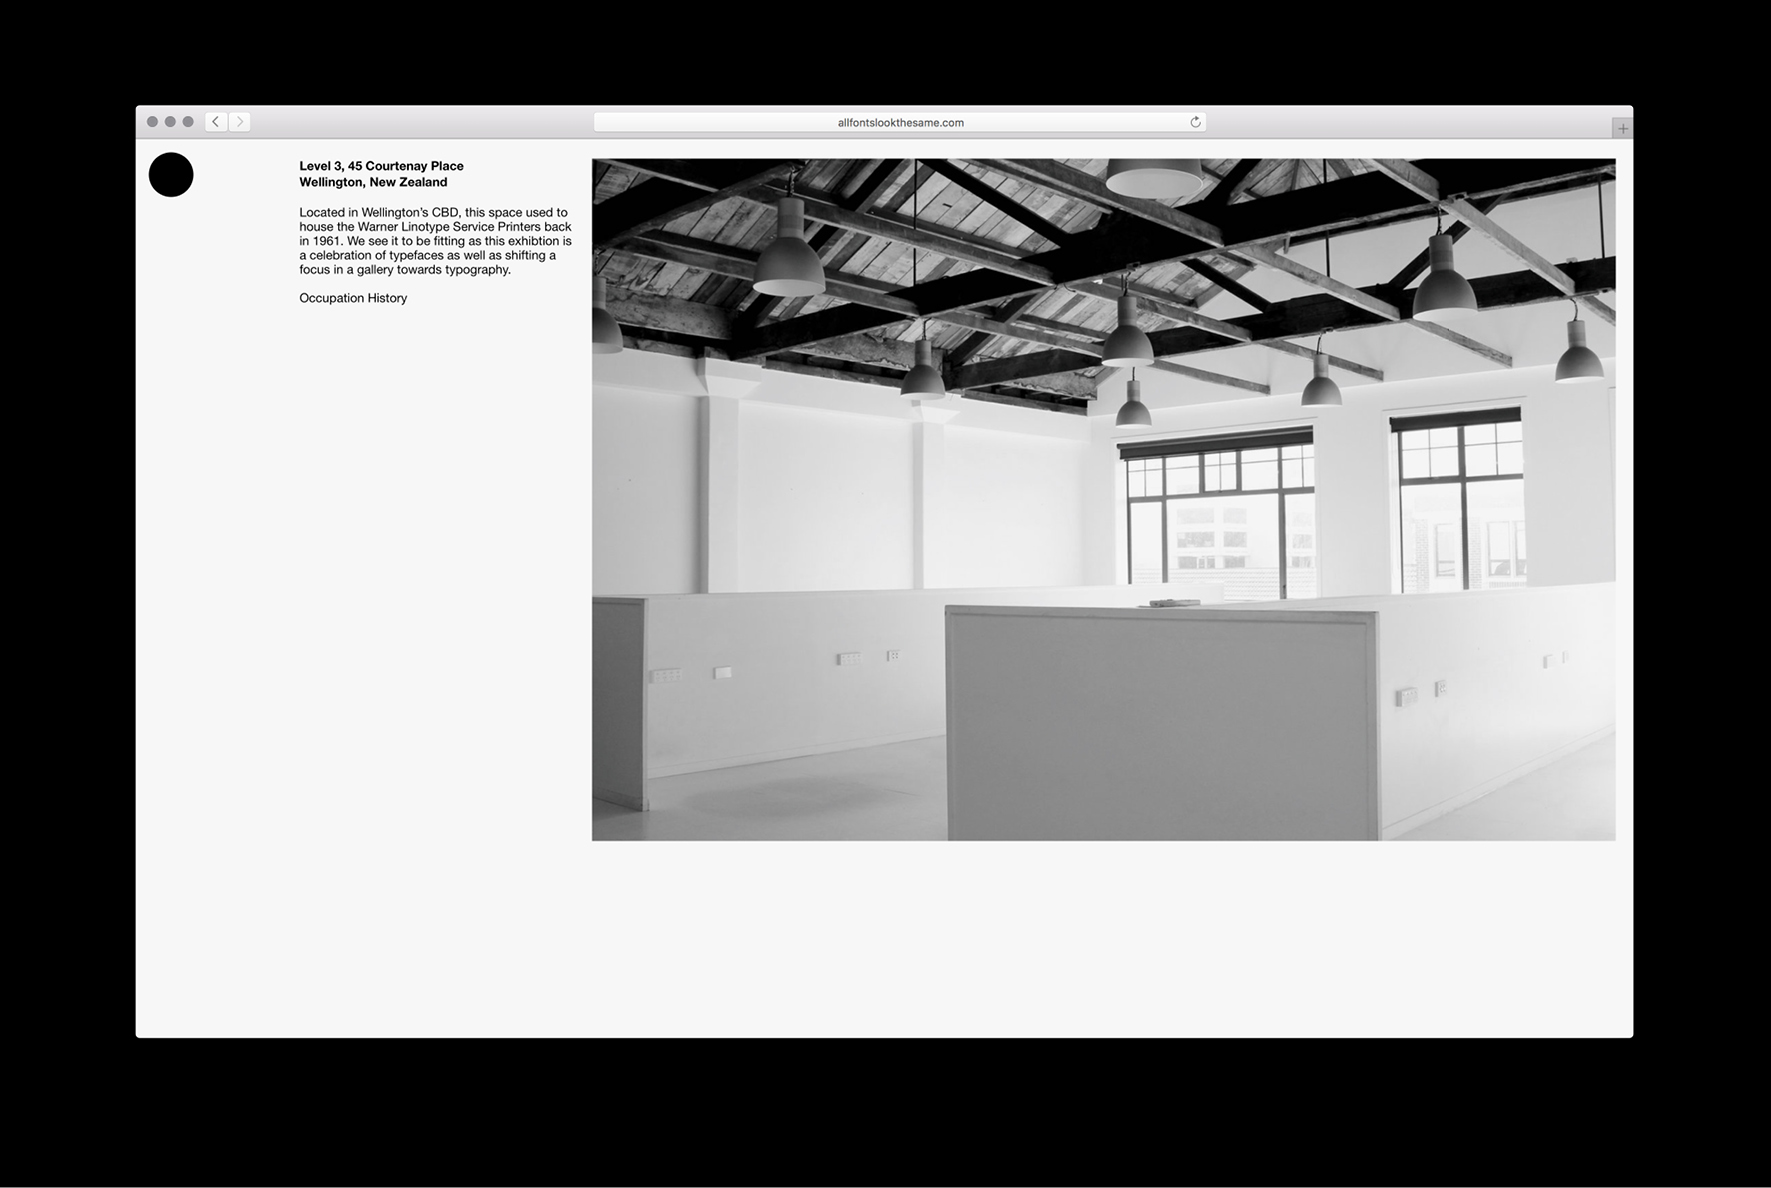 allfontslookthesame.com
Level 3, 45 Courtenay Place
Wellington, New Zealand
Located in Wellington’s CBD, this space used to
house the Warner Linotype Service Printers back
in 1961. We see it to be fitting as this exhibtion is
a celebration of typefaces as well as shifting a
focus in a gallery towards typography.
Occupation History